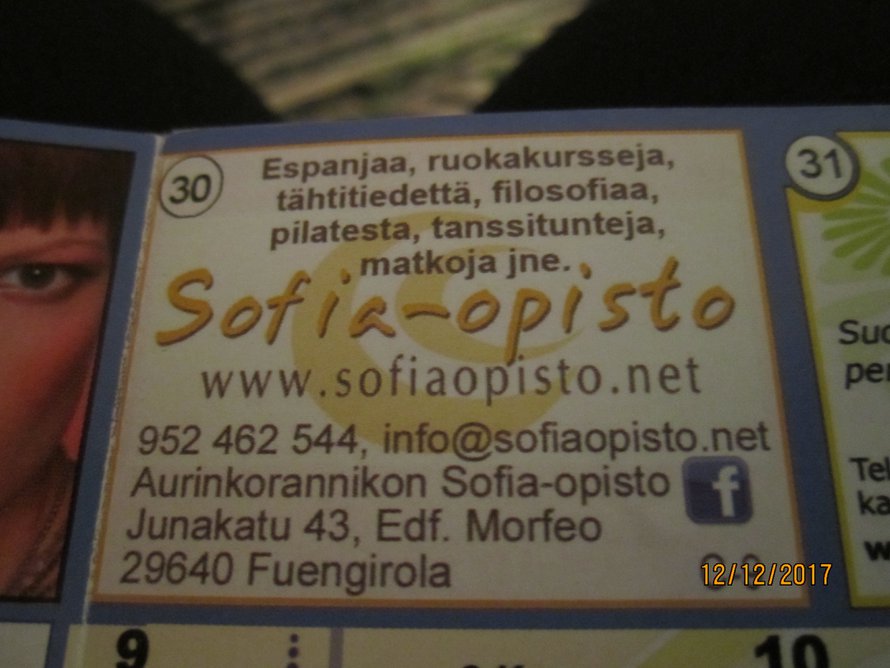 30
Espanjaa, ruokakursseja,
tähtitiedettä, filosofiaa,
pilatesta, tanssitunteja,
matkoja jne.
Sofia-opisto
www.sofiaopisto.net
952 462 544, info@sofiaopisto.net
Aurinkorannikon Sofia-opisto
f
Junakatu 43, Edf. Morfeo
29640 Fuengirola
31
9
10
12/12/2017